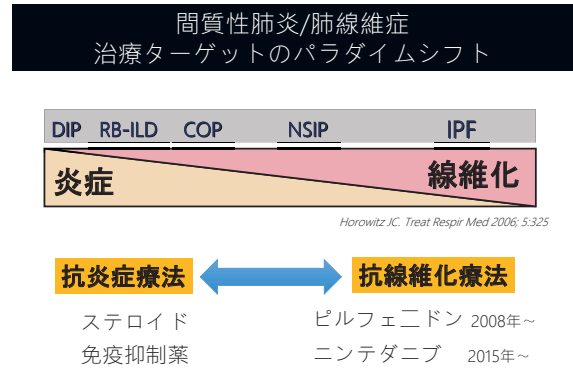 間質性肺炎/肺線維症
治療ターゲットのパラダイムシフト
DIP RB-ILD COP NSIP IPF
炎症 線維化
Horowitz JC. Treat Respir Med 2006; 5:325
抗炎症療法 抗線維化療法
ステロイド ピルフェニドン 2008年~
免疫抑制薬 ニンテダニブ 2015年~